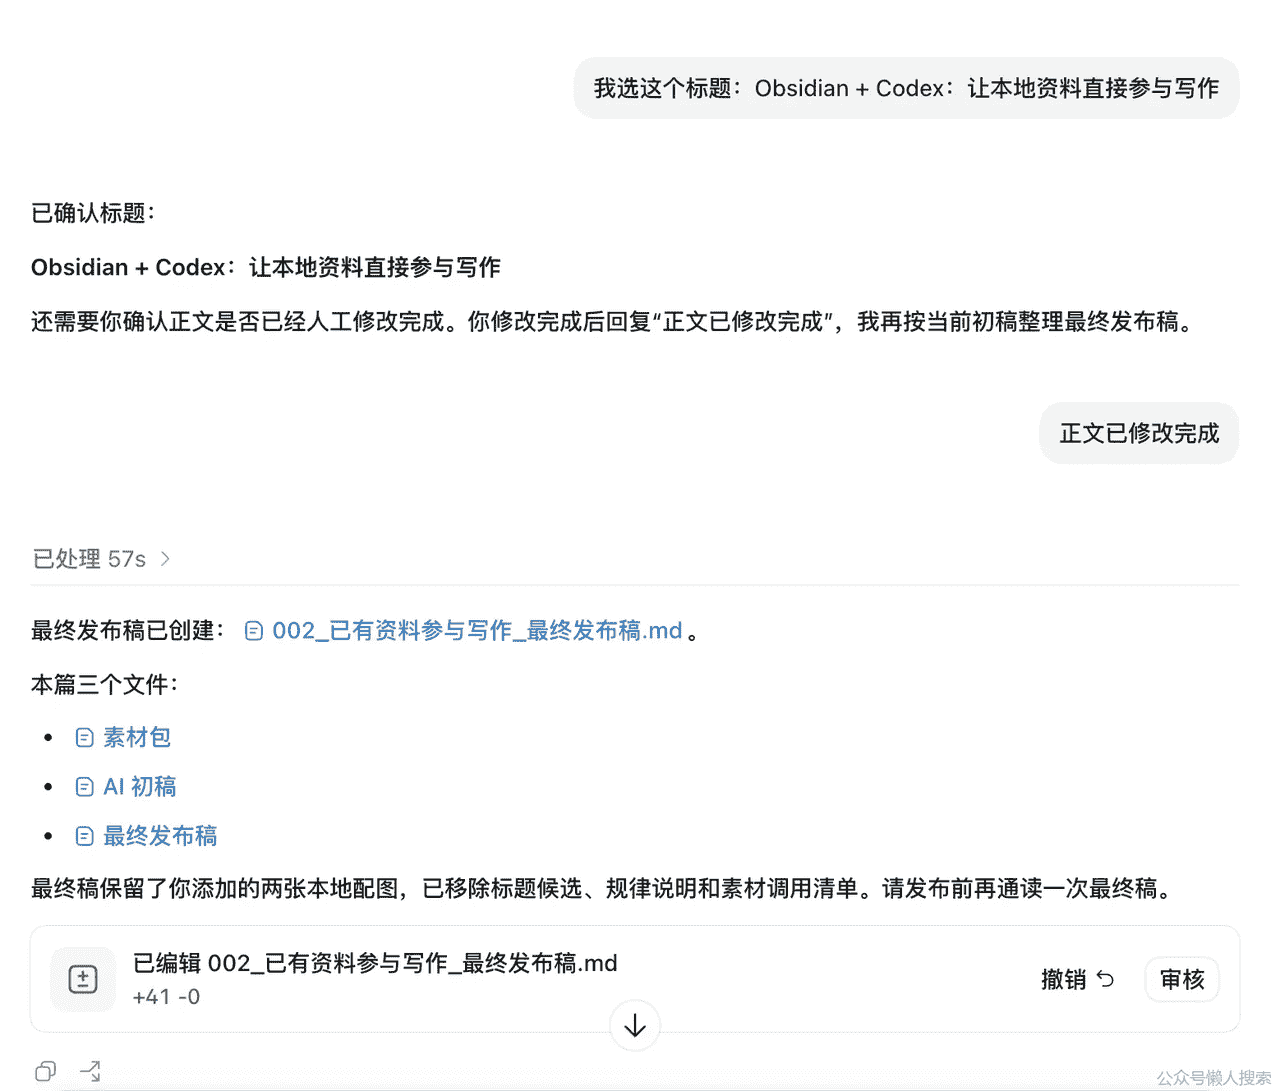 我选这个标题：Obsidian + Codex：让本地资料直接参与写作
已确认标题：
Obsidian + Codex：让本地资料直接参与写作
还需要你确认正文是否已经人工修改完成。你修改完成后回复“正文已修改完成”，我再按当前初稿整理最终发布稿。
正文已修改完成
已处理 57s
最终发布稿已创建： 002_已有资料参与写作_最终发布稿.md 。
本篇三个文件：
• 素材包
• AI 初稿
• 最终发布稿
最终稿保留了你添加的两张本地配图，已移除标题候选、规律说明和素材调用清单。请发布前再通读一次最终稿。
已编辑 002_已有资料参与写作_最终发布稿.md
+41 -0
撤销
审核
公众号懒人搜索